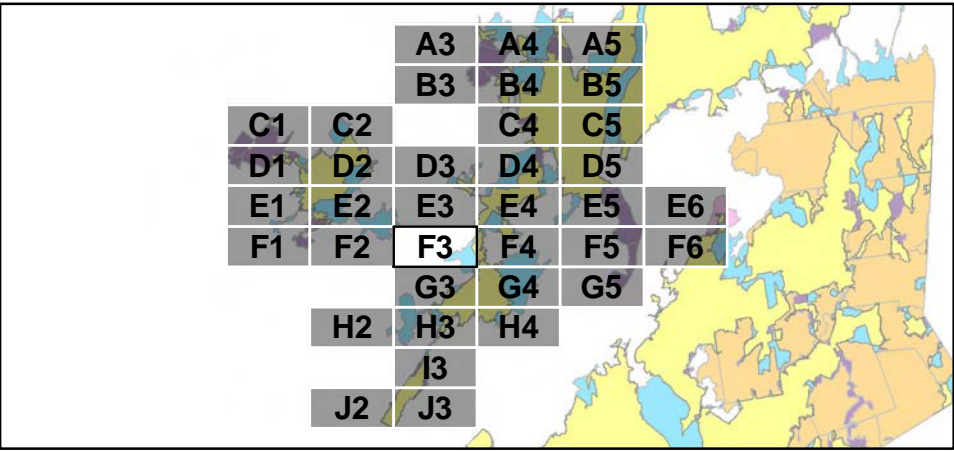 A3 A4 A5
B3 B4 B5
C1 C2 C4 C5
D1 D2 D3 D4 D5
E1 E2 E3 E4 E5 E6
F1 F2 F3 F4 F5 F6
G3 G4 G5
H2 H3 H4
I3
J2 J3